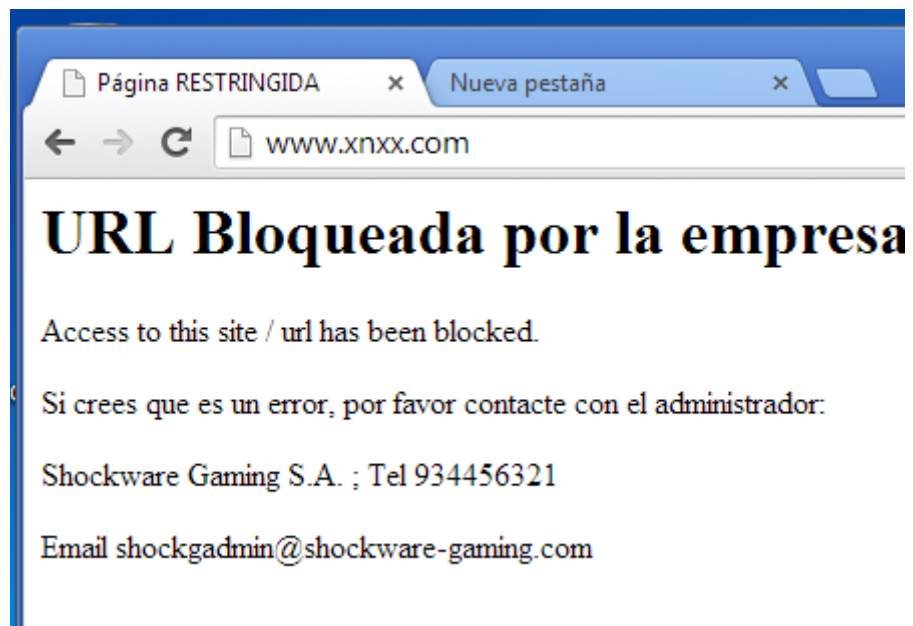 Página RESTRINGIDA
Nueva pestaña
www.xnxx.com
URL Bloqueada por la empresa
Access to this site / url has been blocked.
Si crees que es un error, por favor contacte con el administrador:
Shockware Gaming S.A. ; Tel 934456321
Email shockgadmin@shockware-gaming.com